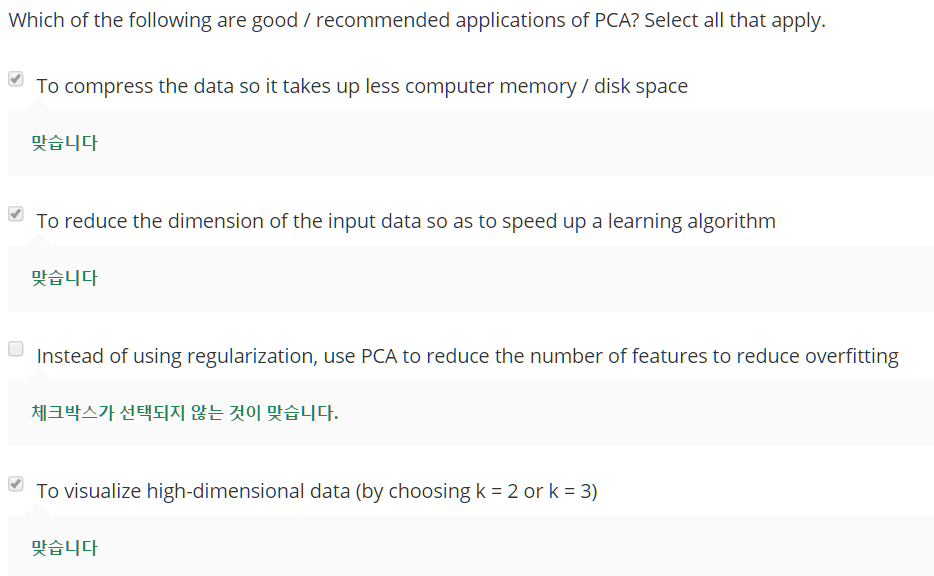 Which of the following are good / recommended applications of PCA? Select all that apply.
To compress the data so it takes up less computer memory / disk space
맞습니다
To reduce the dimension of the input data so as to speed up a learning algorithm
맞습니다
Instead of using regularization, use PCA to reduce the number of features to reduce overfitting
체크박스가 선택되지 않는 것이 맞습니다.
To visualize high-dimensional data (by choosing k = 2 or k = 3)
맞습니다